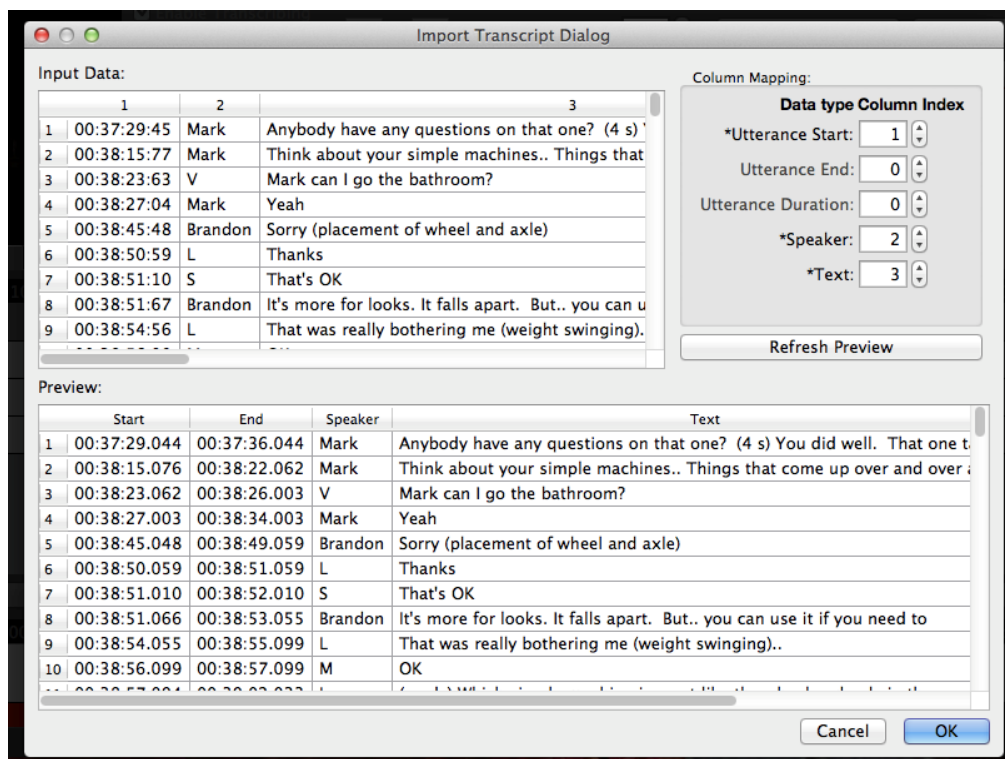 Import Transcript Dialog
Input Data:
1 2 3
1 00:37:29:45 Mark Anybody have any questions on that one? (4 s)
2 00:38:15:77 Mark Think about your simple machines.. Things that
3 00:38:23:63 V Mark can I go the bathroom?
4 00:38:27:04 Mark Yeah
5 00:38:45:48 Brandon Sorry (placement of wheel and axle)
6 00:38:50:59 L Thanks
7 00:38:51:10 S That's OK
8 00:38:51:67 Brandon It's more for looks. It falls apart. But.. you can u
9 00:38:54:56 L That was really bothering me (weight swinging).
Column Mapping:
Data type Column Index
*Utterance Start: 1
Utterance End: 0
Utterance Duration: 0
*Speaker: 2
*Text: 3
Refresh Preview
Preview:
Start End Speaker Text
1 00:37:29.044 00:37:36.044 Mark Anybody have any questions on that one? (4 s) You did well. That one t
2 00:38:15.076 00:38:22.062 Mark Think about your simple machines.. Things that come up over and over
3 00:38:23.062 00:38:26.003 V Mark can I go the bathroom?
4 00:38:27.003 00:38:34.003 Mark Yeah
5 00:38:45.048 00:38:49.059 Brandon Sorry (placement of wheel and axle)
6 00:38:50.059 00:38:51.059 L Thanks
7 00:38:51.010 00:38:52.010 S That's OK
8 00:38:51.066 00:38:53.055 Brandon It's more for looks. It falls apart. But.. you can use it if you need to
9 00:38:54.055 00:38:55.099 L That was really bothering me (weight swinging)..
10 00:38:56.099 00:38:57.099 M OK
Cancel OK